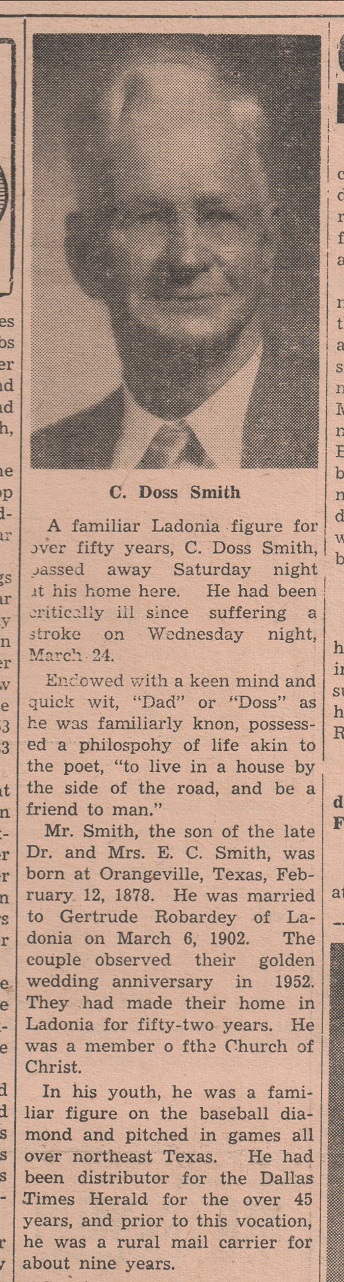 C. Doss Smith
A familiar Ladonia figure for
over fifty years, C. Doss Smith,
passed away Saturday night
at his home here. He had been
critically ill since suffering a
stroke on Wednesday night,
March 24.
Endowed with a keen mind and
quick wit, “Dad” or “Doss” as
he was familiarly knon, possess-
ed a philospohy of life akin to
the poet, “to live in a house by
the side of the road, and be a
friend to man.”
Mr. Smith, the son of the late
Dr. and Mrs. E. C. Smith, was
born at Orangeville, Texas, Feb-
ruary 12, 1878. He was married
to Gertrude Robardey of La-
donia on March 6, 1902. The
couple observed their golden
wedding anniversary in 1952.
They had made their home in
Ladonia for fifty-two years. He
was a member o fthe Church of
Christ.
In his youth, he was a fami-
liar figure on the baseball dia-
mond and pitched in games all
over northeast Texas. He had
been distributor for the Dallas
Times Herald for the over 45
years, and prior to this vocation,
he was a rural mail carrier for
about nine years.